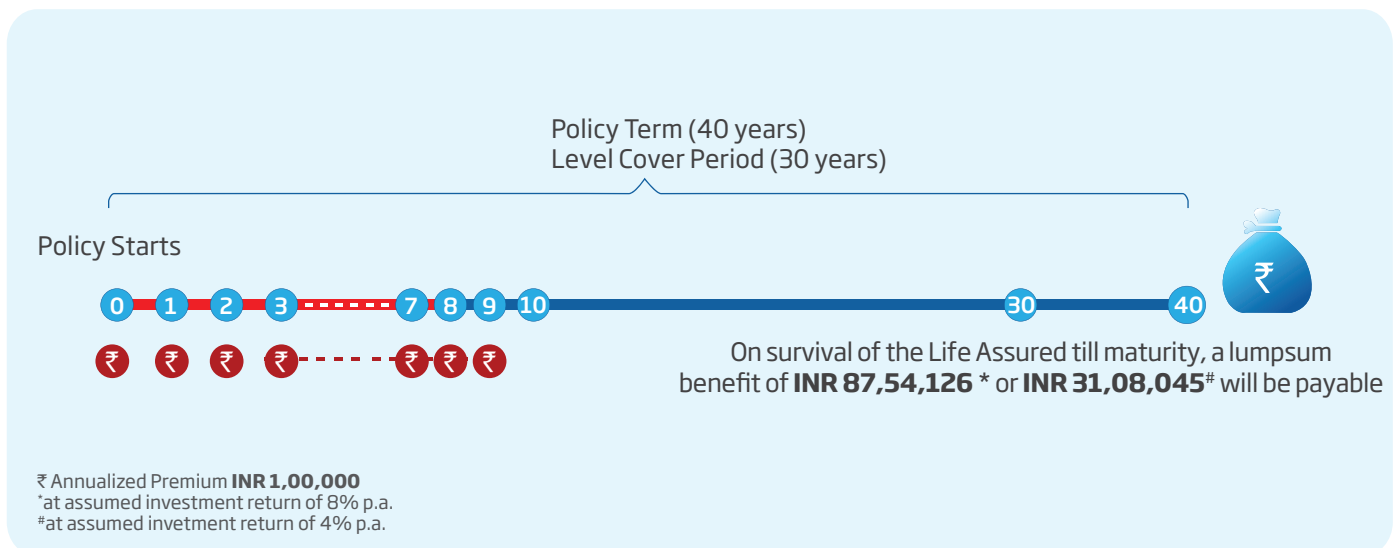 Policy Term (40 years)
Level Cover Period (30 years)
Policy Starts
₹
0 1 2 3 7 8 9 10 30 40
₹ ₹ ₹ ₹ ₹ ₹ ₹
On survival of the Life Assured till maturity, a lumpsum
benefit of INR 87,54,126 * or INR 31,08,045# will be payable
₹ Annualized Premium INR 1,00,000
*at assumed investment return of 8% p.a.
#at assumed invetment return of 4% p.a.